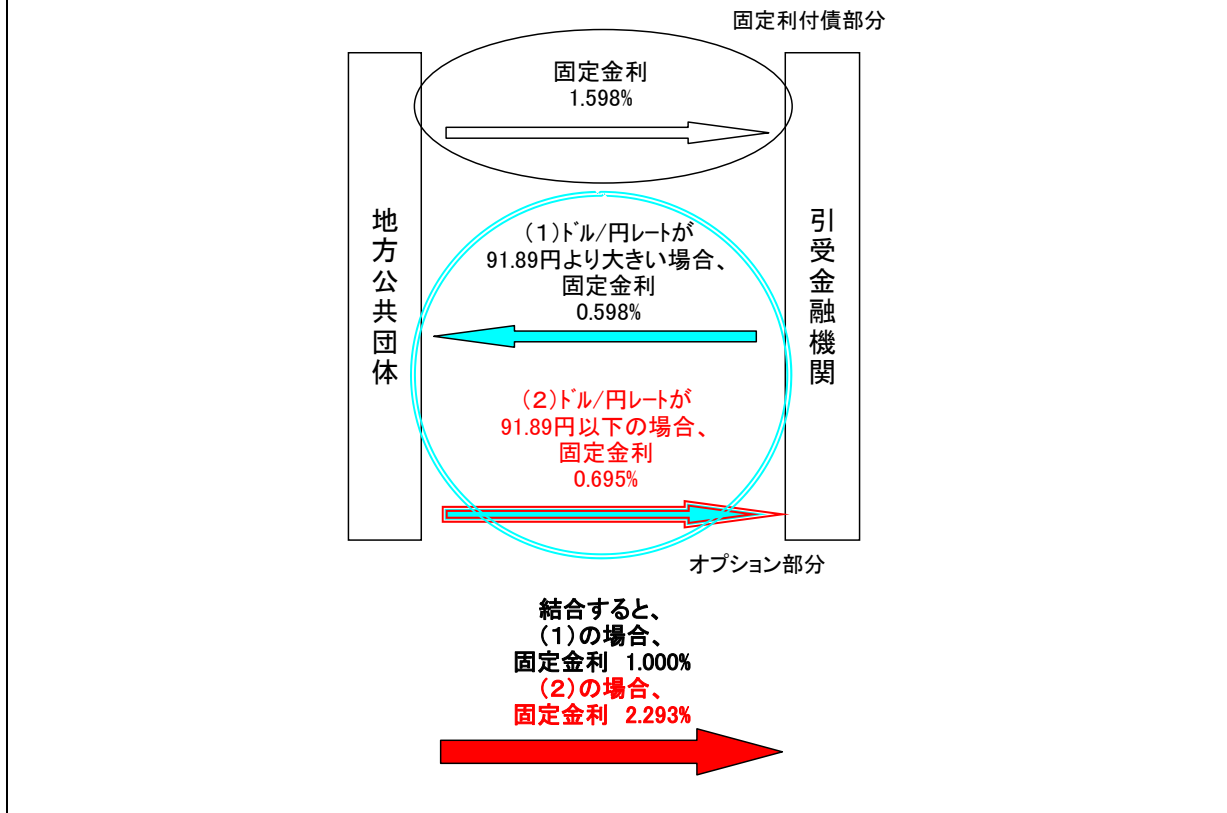 固定利付債部分
固定金利
1.598%
地方公共団体
引受金融機関
(1)ﾄﾞﾙ/円ﾚｰﾄが
91.89円より大きい場合、
固定金利
0.598%
(2)ﾄﾞﾙ/円ﾚｰﾄが
91.89円以下の場合、
固定金利
0.695%
オプション部分
結合すると、
(1)の場合、
固定金利 1.000%
(2)の場合、
固定金利 2.293%